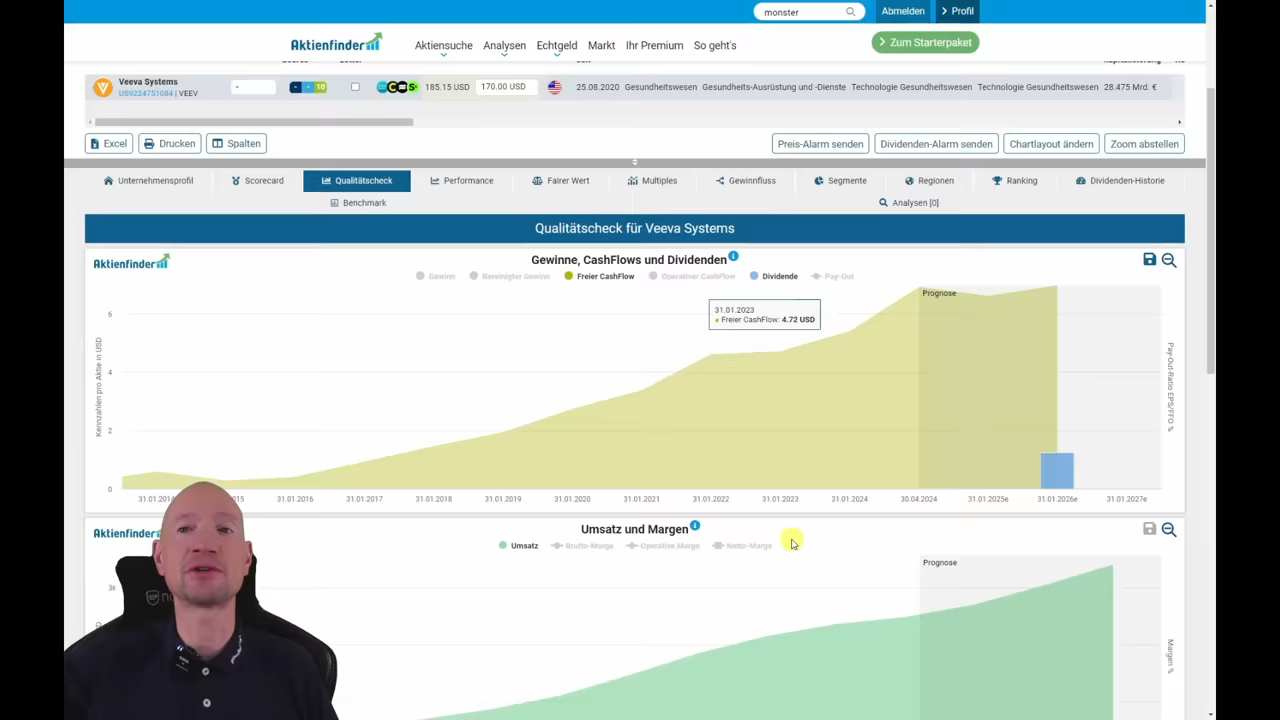 monster
Abmelden
Profil
Aktienfinder
Aktiensuche Analysen Echtgeld Markt Ihr Premium So geht's
Zum Starterpaket
Veeva Systems
US9224751084 | VEEV
-
- - 10
185.15 USD
170.00 USD
25.08.2020 Gesundheitswesen Gesundheits-Ausrüstung und -Dienste Technologie Gesundheitswesen Technologie Gesundheitswesen 28.475 Mrd. €
Excel Drucken Spalten
Preis-Alarm senden Dividenden-Alarm senden Chartlayout ändern Zoom abstellen
Unternehmensprofil Scorecard Qualitätscheck Performance Fairer Wert Multiples Gewinnfluss Segmente Regionen Ranking Dividenden-Historie
Benchmark Analysen [0]
Qualitätscheck für Veeva Systems
Aktienfinder
Gewinne, CashFlows und Dividenden
Gewinn Bereinigter Gewinn Freier CashFlow Operativer CashFlow Dividende Pay-Out
Prognose
31.01.2023
Freier CashFlow: 4.72 USD
Kennzahlen pro Aktie in USD
6
4
2
0
Pay-Out-Ratio EPS/FFO %
31.01.2014 2015 31.01.2016 31.01.2017 31.01.2018 31.01.2019 31.01.2020 31.01.2021 31.01.2022 31.01.2023 31.01.2024 30.04.2024 31.01.2025e 31.01.2026e 31.01.2027e
Aktienfinder
Umsatz und Margen
Umsatz Brutto-Marge Operative Marge Netto-Marge
Prognose
3k
Margen %